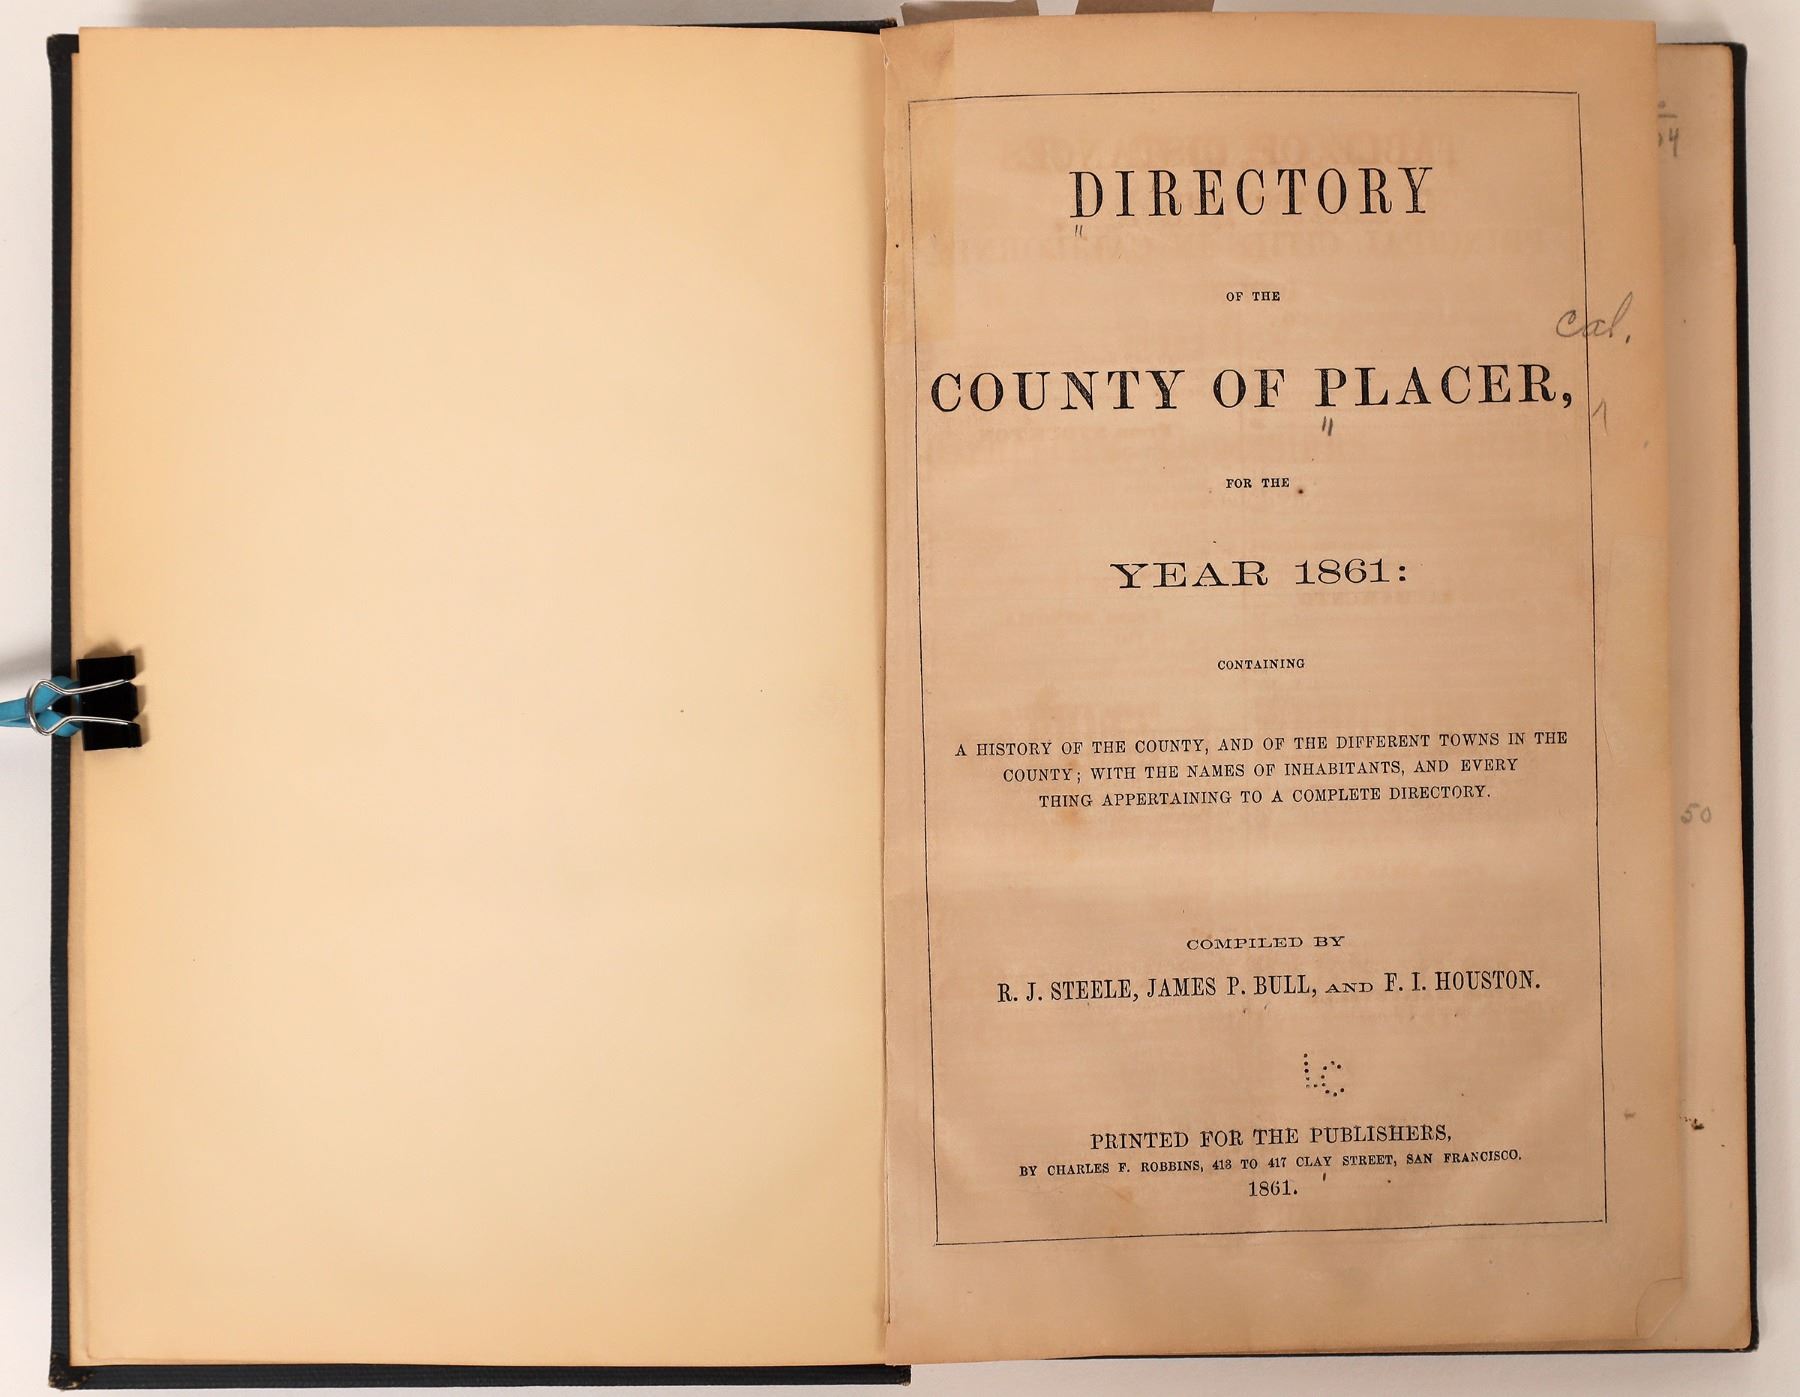 DIRECTORY
OF THE
cal.
COUNTY OF PLACER,
FOR THE
YEAR 1861:
CONTAINING
A HISTORY OF THE COUNTY, AND OF THE DIFFERENT TOWNS IN THE
COUNTY; WITH THE NAMES OF INHABITANTS, AND EVERY
THING APPERTAINING TO A COMPLETE DIRECTORY.
50
COMPILED BY
R. J. STEELE, JAMES P. BULL, AND F. I. HOUSTON.
LC
PRINTED FOR THE PUBLISHERS,
BY CHARLES F. ROBBINS, 413 TO 417 CLAY STREET, SAN FRANCISCO.
1861.